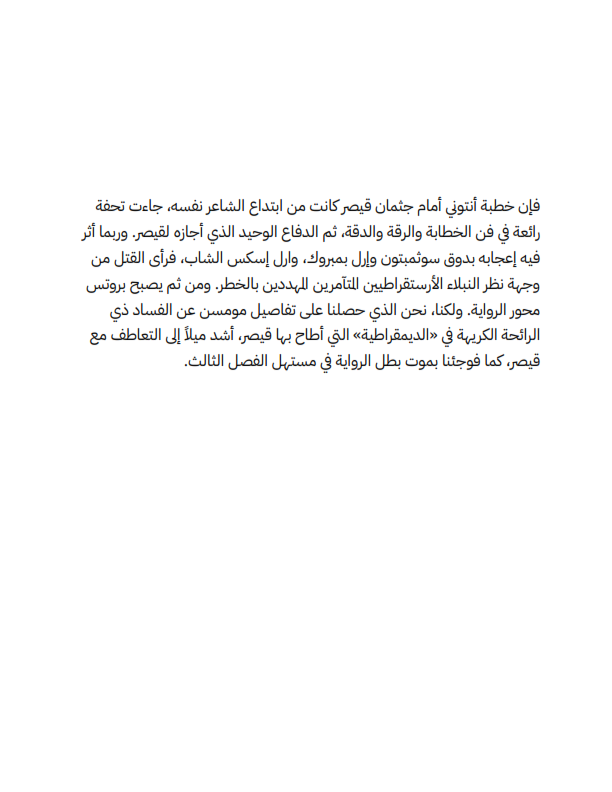 فإن خطبة أنتوني أمام جثمان قيصر كانت من ابتداع الشاعر نفسه، جاءت تحفة
رائعة في فن الخطابة والرقة والدقة، ثم الدفاع الوحيد الذي أجازه لقيصر. وربما أثر
فيه إعجابه بدوق سوثمبتون وإرل بمبروك، وارل إسكس الشاب، فرأى القتل من
وجهة نظر النبلاء الأرستقراطيين المتآمرين المهددين بالخطر. ومن ثم يصبح بروتس
محور الرواية. ولكنا، نحن الذي حصلنا على تفاصيل مومسن عن الفساد ذي
الرائحة الكريهة في «الديمقراطية» التي أطاح بها قيصر، أشد ميلاً إلى التعاطف مع
قيصر، كما فوجئنا بموت بطل الرواية في مستهل الفصل الثالث.